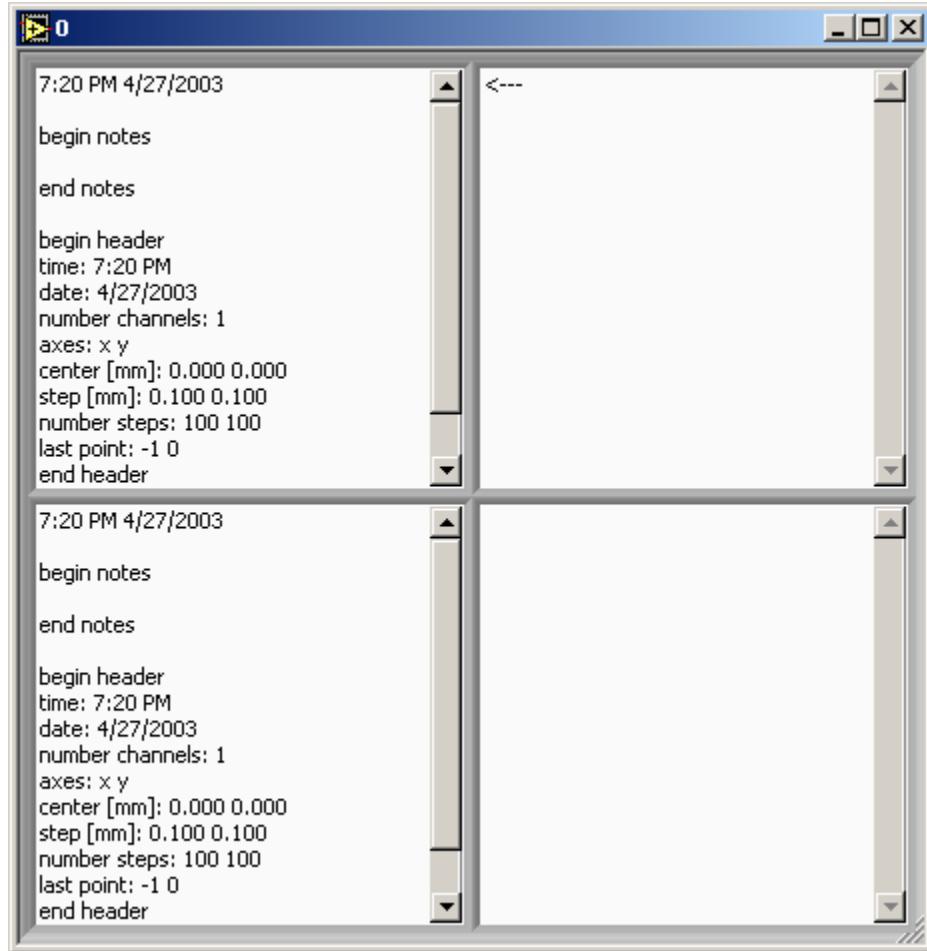 0
7:20 PM 4/27/2003
begin notes
end notes
begin header
time: 7:20 PM
date: 4/27/2003
number channels: 1
axes: x y
center [mm]: 0.000 0.000
step [mm]: 0.100 0.100
number steps: 100 100
last point: -1 0
end header
<---
7:20 PM 4/27/2003
begin notes
end notes
begin header
time: 7:20 PM
date: 4/27/2003
number channels: 1
axes: x y
center [mm]: 0.000 0.000
step [mm]: 0.100 0.100
number steps: 100 100
last point: -1 0
end header